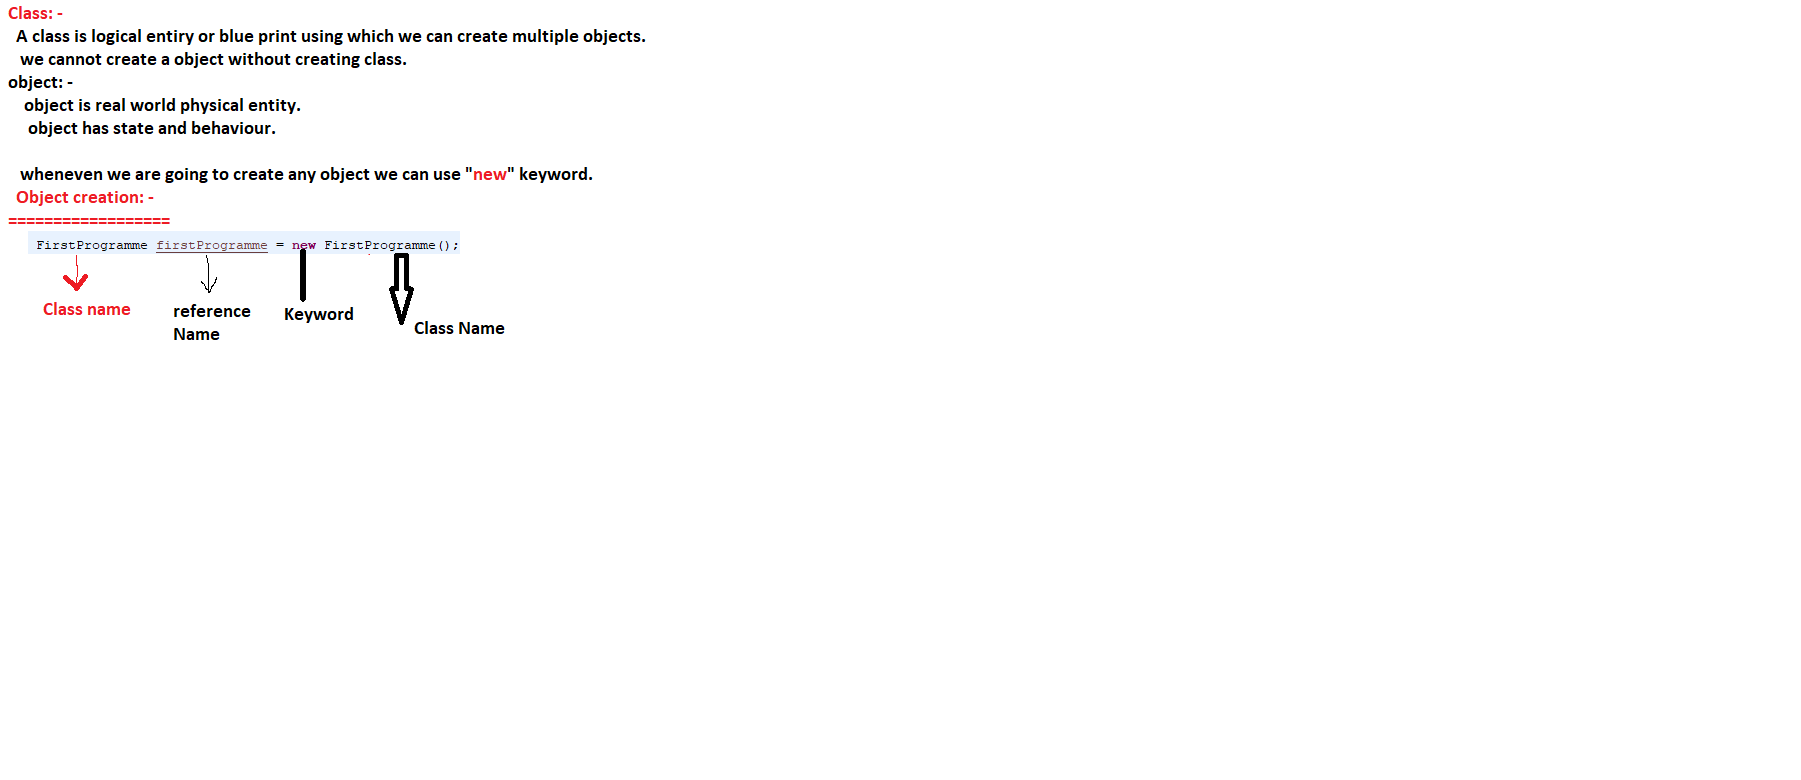 Class: -
A class is logical entiry or blue print using which we can create multiple objects.
we cannot create a object without creating class.
object: -
object is real world physical entity.
object has state and behaviour.
wheneven we are going to create any object we can use "new" keyword.
Object creation: -
==================
FirstProgramme firstProgramme = new FirstProgramme();
Class name
reference
Name
Keyword
Class Name